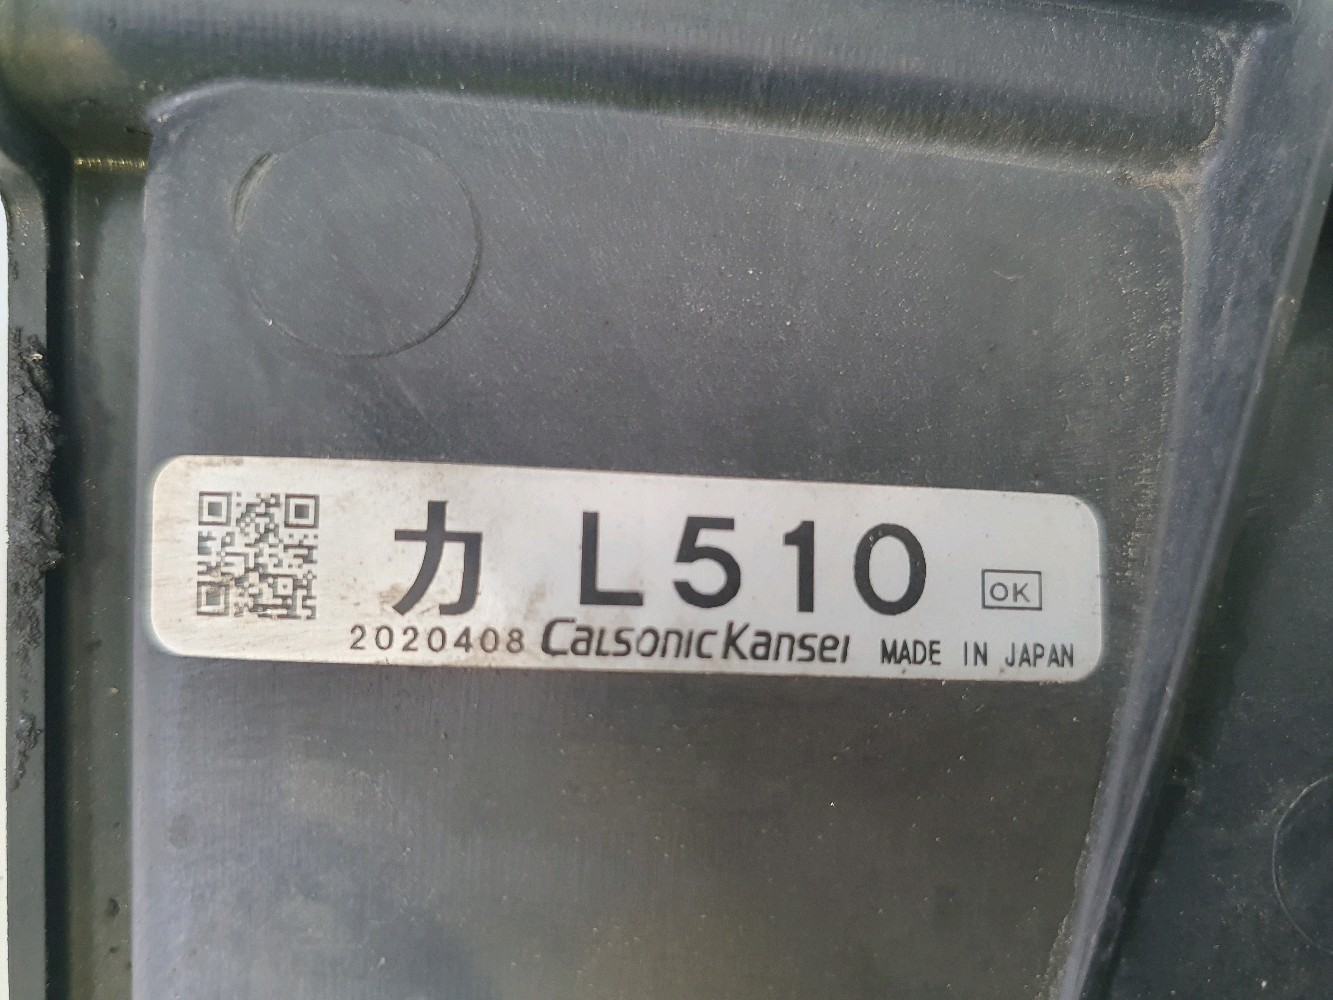 カ L510 OK
2020408 CalsonicKansei MADE IN JAPAN